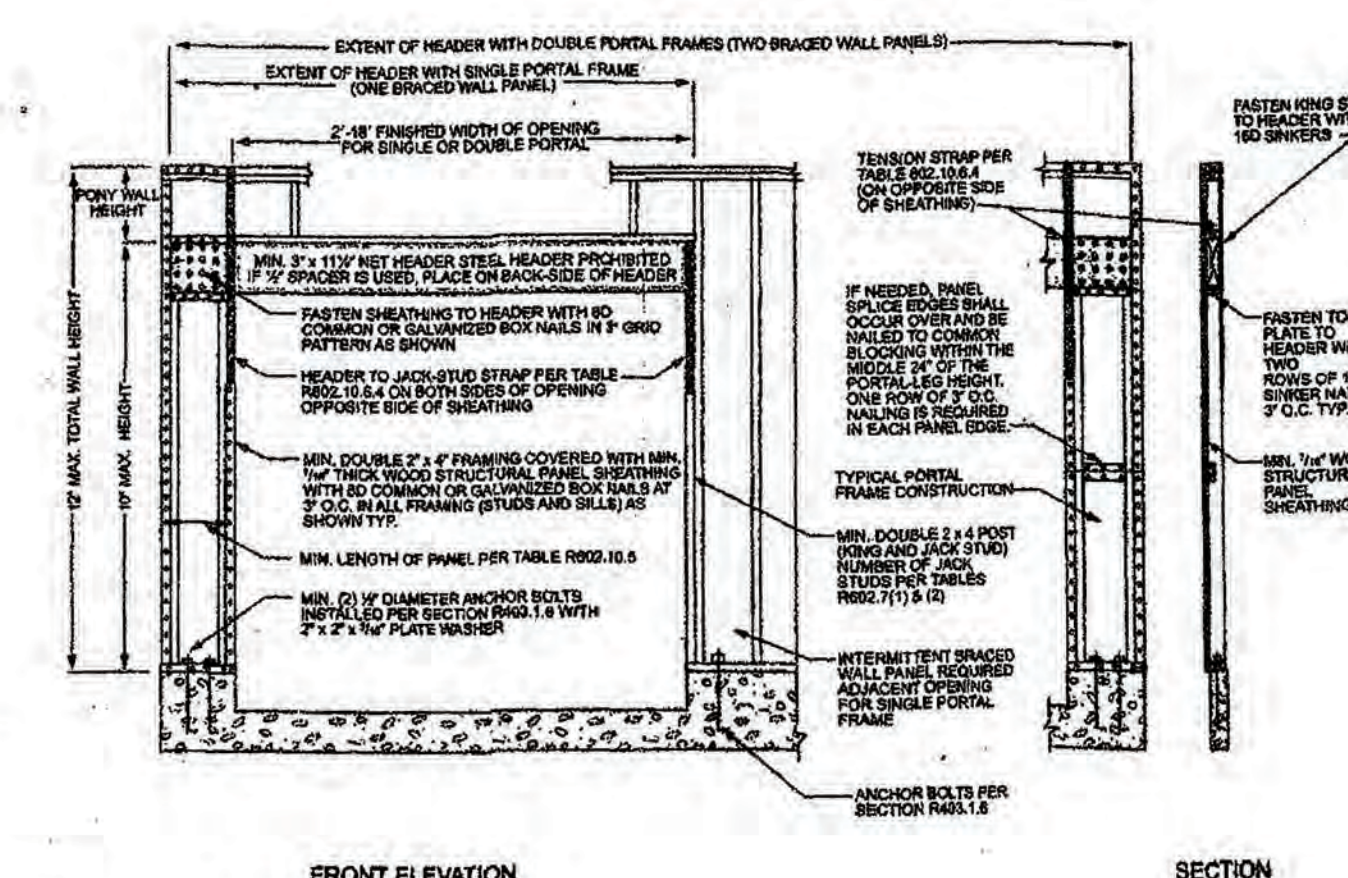 EXTENT OF HEADER WITH DOUBLE PORTAL FRAMES (TWO BRACED WALL PANELS)
EXTENT OF HEADER WITH SINGLE PORTAL FRAME
(ONE BRACED WALL PANEL)
2'-18' FINISHED WIDTH OF OPENING
FOR SINGLE OR DOUBLE PORTAL
PONY WALL
HEIGHT
12' MAX. TOTAL WALL HEIGHT
10' MAX. HEIGHT
MIN. 3" x 11¼" NET HEADER STEEL HEADER PROHIBITED
IF ½" SPACER IS USED, PLACE ON BACK-SIDE OF HEADER
FASTEN SHEATHING TO HEADER WITH 8D
COMMON OR GALVANIZED BOX NAILS IN 3" GRID
PATTERN AS SHOWN
HEADER TO JACK-STUD STRAP PER TABLE
R602.10.6.4 ON BOTH SIDES OF OPENING
OPPOSITE SIDE OF SHEATHING
MIN. DOUBLE 2" x 4" FRAMING COVERED WITH MIN.
7/16" THICK WOOD STRUCTURAL PANEL SHEATHING
WITH 8D COMMON OR GALVANIZED BOX NAILS AT
3" O.C. IN ALL FRAMING (STUDS AND SILLS) AS
SHOWN TYP.
MIN. LENGTH OF PANEL PER TABLE R602.10.5
MIN. (2) ½" DIAMETER ANCHOR BOLTS
INSTALLED PER SECTION R403.1.6 WITH
2" x 2" x 3/16" PLATE WASHER
TENSION STRAP PER
TABLE 602.10.6.4
(ON OPPOSITE SIDE
OF SHEATHING)
IF NEEDED, PANEL
SPLICE EDGES SHALL
OCCUR OVER AND BE
NAILED TO COMMON
BLOCKING WITHIN THE
MIDDLE 24" OF THE
PORTAL-LEG HEIGHT.
ONE ROW OF 3" O.C.
NAILING IS REQUIRED
IN EACH PANEL EDGE.
TYPICAL PORTAL
FRAME CONSTRUCTION
MIN. DOUBLE 2 x 4 POST
(KING AND JACK STUD)
NUMBER OF JACK
STUDS PER TABLES
R602.7(1) & (2)
INTERMITTENT BRACED
WALL PANEL REQUIRED
ADJACENT OPENING
FOR SINGLE PORTAL
FRAME
ANCHOR BOLTS PER
SECTION R403.1.6
FASTEN KING S
TO HEADER WI
16D SINKERS
FASTEN TO
PLATE TO
HEADER W
TWO
ROWS OF 1
SINKER NA
3" O.C. TYP.
MIN. 7/16" WO
STRUCTUR
PANEL
SHEATHING
FRONT ELEVATION
SECTION